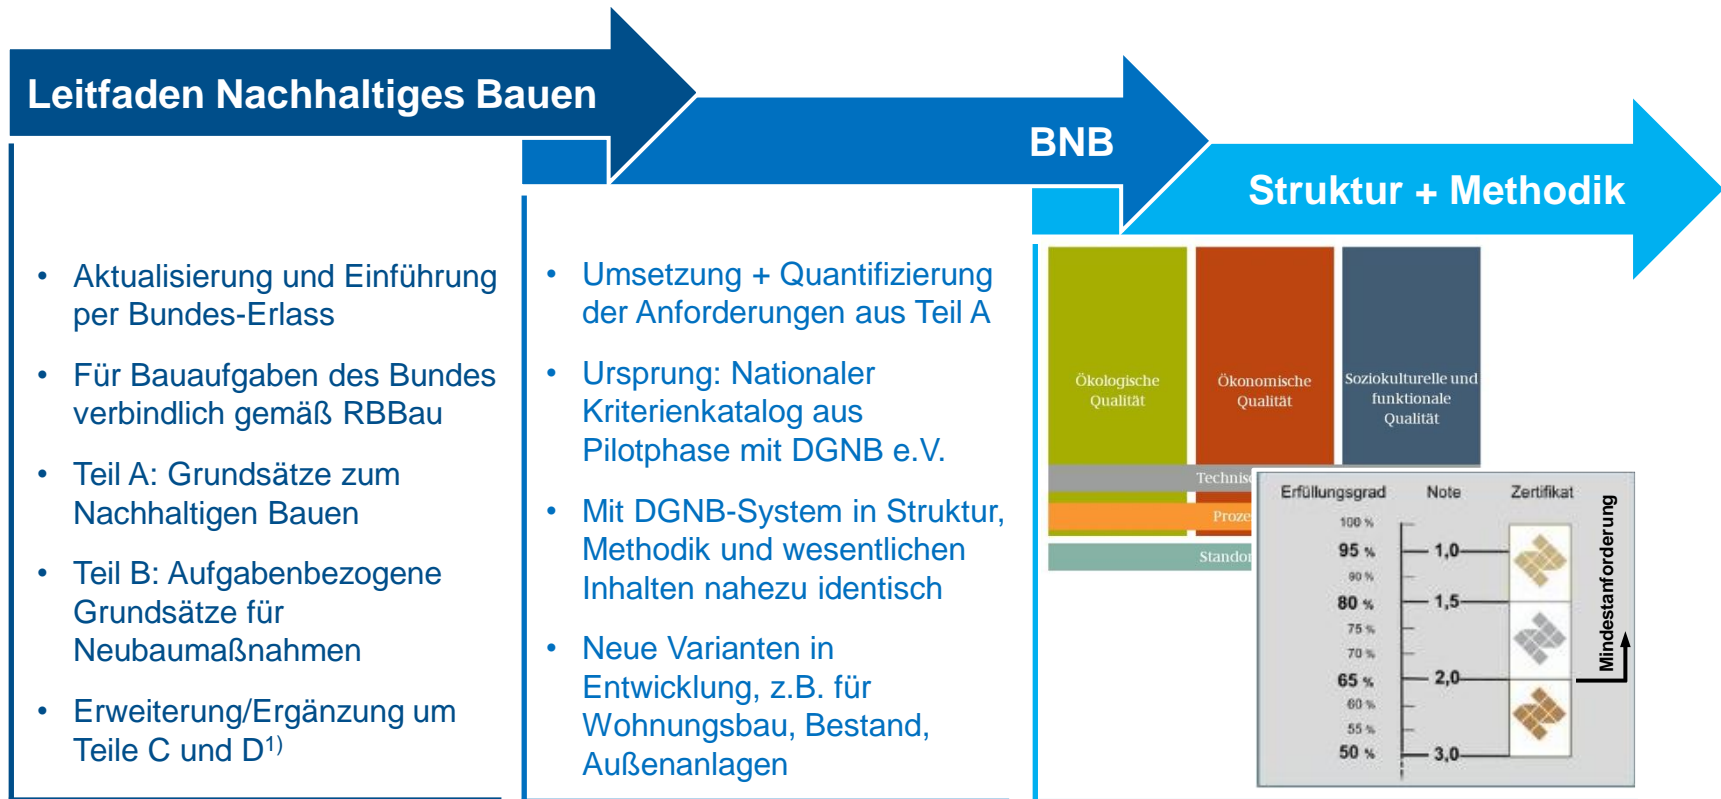 Leitfaden Nachhaltiges Bauen
• Aktualisierung und Einführung
per Bundes-Erlass
• Für Bauaufgaben des Bundes
verbindlich gemäß RBBau
• Teil A: Grundsätze zum
Nachhaltigen Bauen
• Teil B: Aufgabenbezogene
Grundsätze für
Neubaumaßnahmen
• Erweiterung/Ergänzung um
Teile C und D1)
BNB
• Umsetzung + Quantifizierung
der Anforderungen aus Teil A
• Ursprung: Nationaler
Kriterienkatalog aus
Pilotphase mit DGNB e.V.
• Mit DGNB-System in Struktur,
Methodik und wesentlichen
Inhalten nahezu identisch
• Neue Varianten in
Entwicklung, z.B. für
Wohnungsbau, Bestand,
Außenanlagen
Struktur + Methodik
Ökologische
Qualität
Ökonomische
Qualität
Soziokulturelle und
funktionale
Qualität
Technis
Proze
Standor
Erfüllungsgrad Note Zertifikat
100 %
95 % 1,0
90 %
80 % 1,5
75 %
70 %
65 % 2,0
60 %
55 %
50 % 3,0
Mindestanforderung